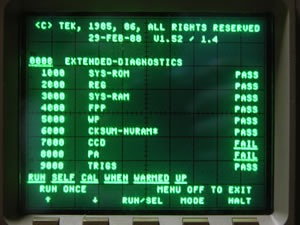 <C> TEK, 1985, 86, ALL RIGHTS RESERVED
29-FEB-88 V1.52 / 1.4
0000 EXTENDED-DIAGNOSTICS
1000 SYS-ROM PASS
2000 REG PASS
3000 SYS-RAM PASS
4000 FPP PASS
5000 WP PASS
6000 CKSUM-NVRAM* PASS
7000 CCD FAIL
8000 PA FAIL
9000 TRIGS PASS
RUN SELF CAL WHEN WARMED UP
RUN ONCE MENU OFF TO EXIT
↑ ↓ RUN/SEL MODE HALT